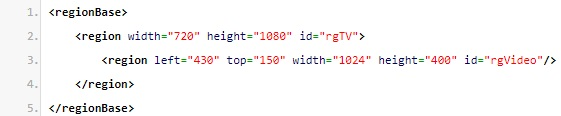 1. <regionBase>
2. <region width="720" height="1080" id="rgTV">
3. <region left="430" top="150" width="1024" height="400" id="rgVideo"/>
4. </region>
5. </regionBase>